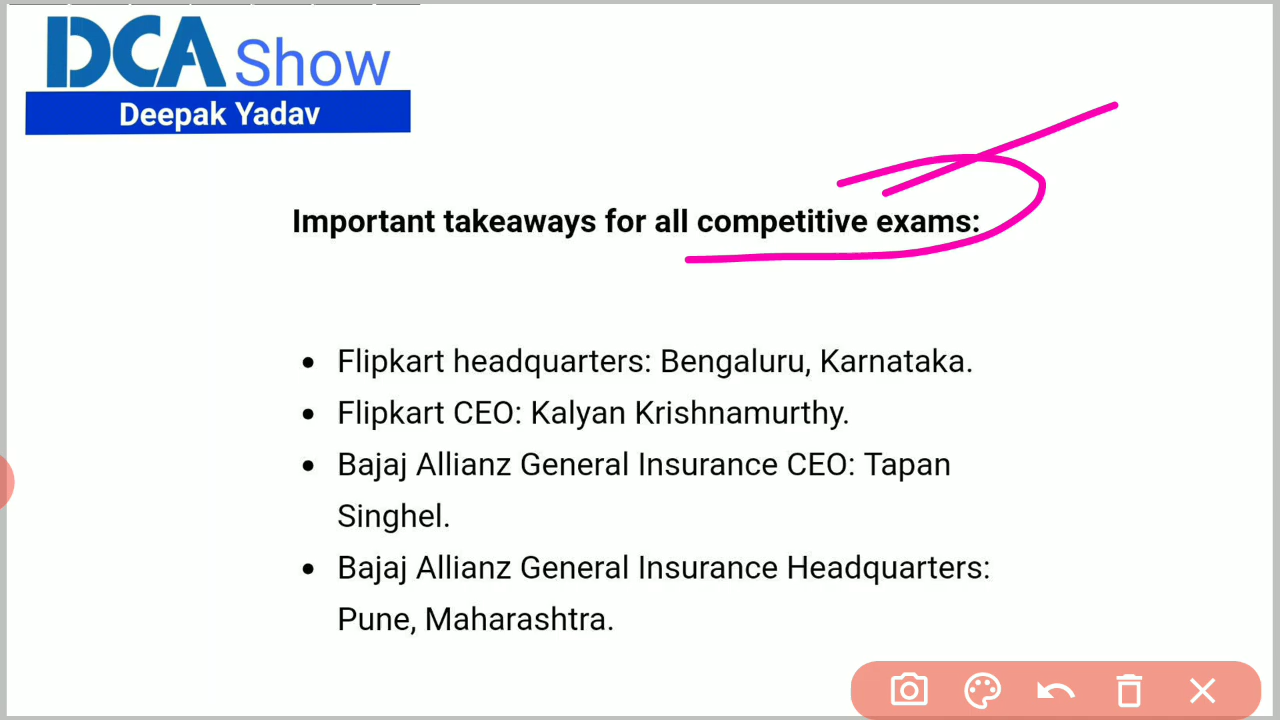 DCA Show
Deepak Yadav
Important takeaways for all competitive exams:
• Flipkart headquarters: Bengaluru, Karnataka.
• Flipkart CEO: Kalyan Krishnamurthy.
• Bajaj Allianz General Insurance CEO: Tapan
Singhel.
• Bajaj Allianz General Insurance Headquarters:
Pune, Maharashtra.